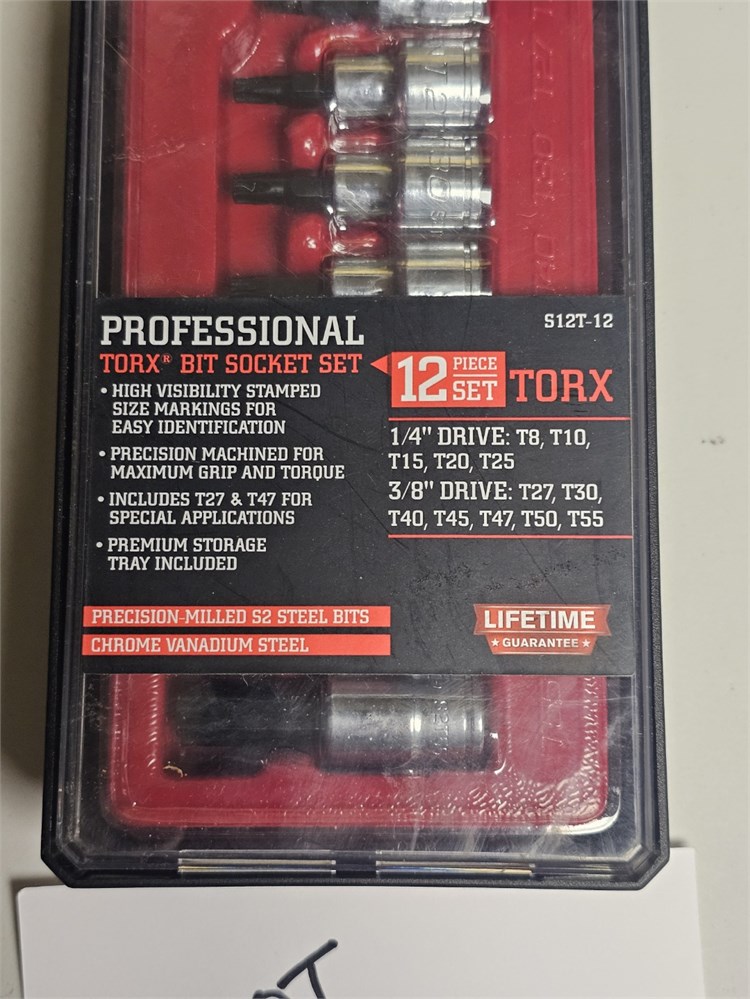 PROFESSIONAL
TORX® BIT SOCKET SET
• HIGH VISIBILITY STAMPED
SIZE MARKINGS FOR
EASY IDENTIFICATION
• PRECISION MACHINED FOR
MAXIMUM GRIP AND TORQUE
• INCLUDES T27 & T47 FOR
SPECIAL APPLICATIONS
• PREMIUM STORAGE
TRAY INCLUDED
PRECISION-MILLED S2 STEEL BITS
CHROME VANADIUM STEEL
S12T-12
12 PIECE SET TORX
1/4" DRIVE: T8, T10,
T15, T20, T25
3/8" DRIVE: T27, T30,
T40, T45, T47, T50, T55
LIFETIME
★ GUARANTEE ★